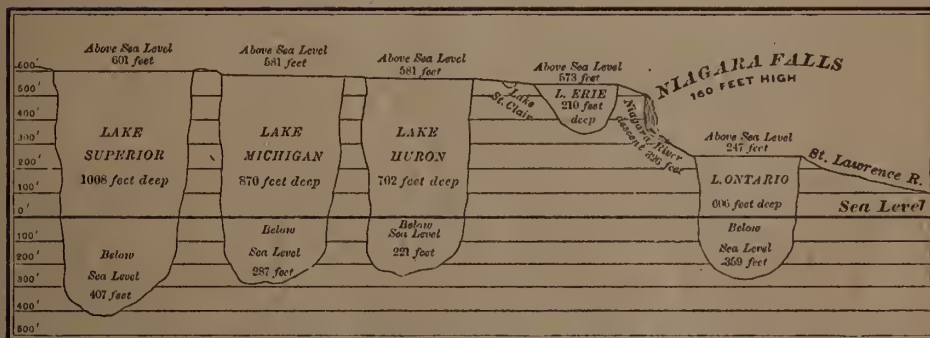 600'
500'
400'
300'
200'
100'
0'
100'
200'
300'
400'
500'
Above Sea Level
601 feet
LAKE
SUPERIOR
1008 feet deep
Below
Sea Level
407 feet
Above Sea Level
581 feet
LAKE
MICHIGAN
870 feet deep
Below
Sea Level
287 feet
Above Sea Level
581 feet
LAKE
HURON
702 feet deep
Below
Sea Level
221 feet
Lake
St. Clair
Above Sea Level
573 feet
L. ERIE
210 feet
deep
Niagara River
descent 326 feet
NIAGARA FALLS
160 FEET HIGH
Above Sea Level
247 feet
L. ONTARIO
606 feet deep
Below
Sea Level
359 feet
St. Lawrence R.
Sea Level